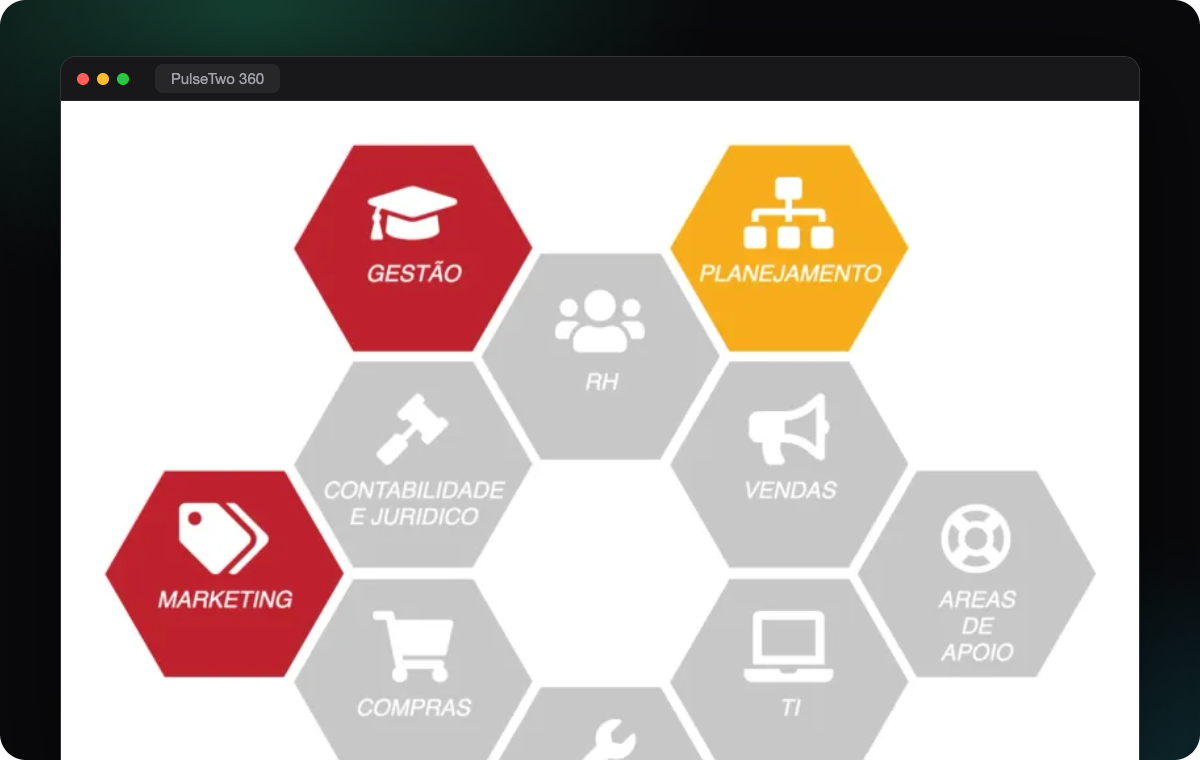 PulseTwo 360
GESTÃO
PLANEJAMENTO
RH
CONTABILIDADE
E JURIDICO
VENDAS
MARKETING
AREAS
DE
APOIO
COMPRAS
TI